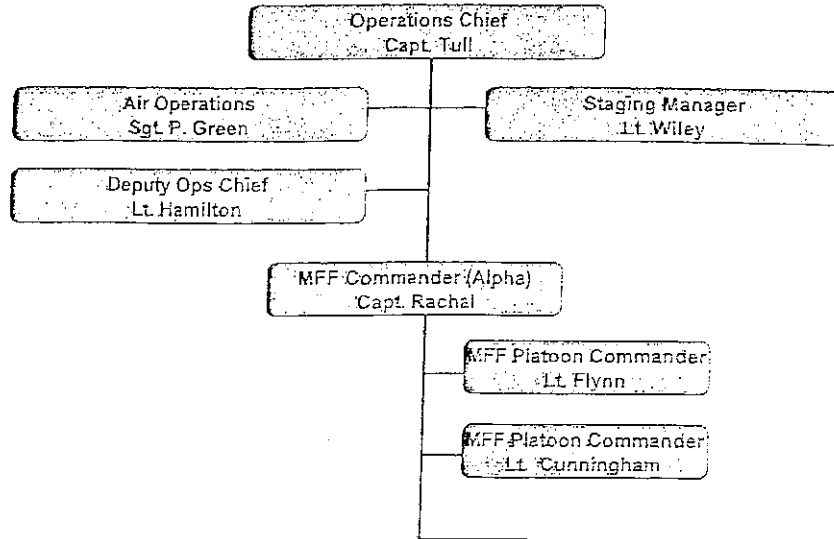 Operations Chief
Capt. Tull
Air Operations
Sgt. P. Green
Staging Manager
Lt. Wiley
Deputy Ops Chief
Lt. Hamilton
MFF Commander (Alpha)
Capt. Rachal
MFF Platoon Commander
Lt. Flynn
MFF Platoon Commander
Lt. Cunningham